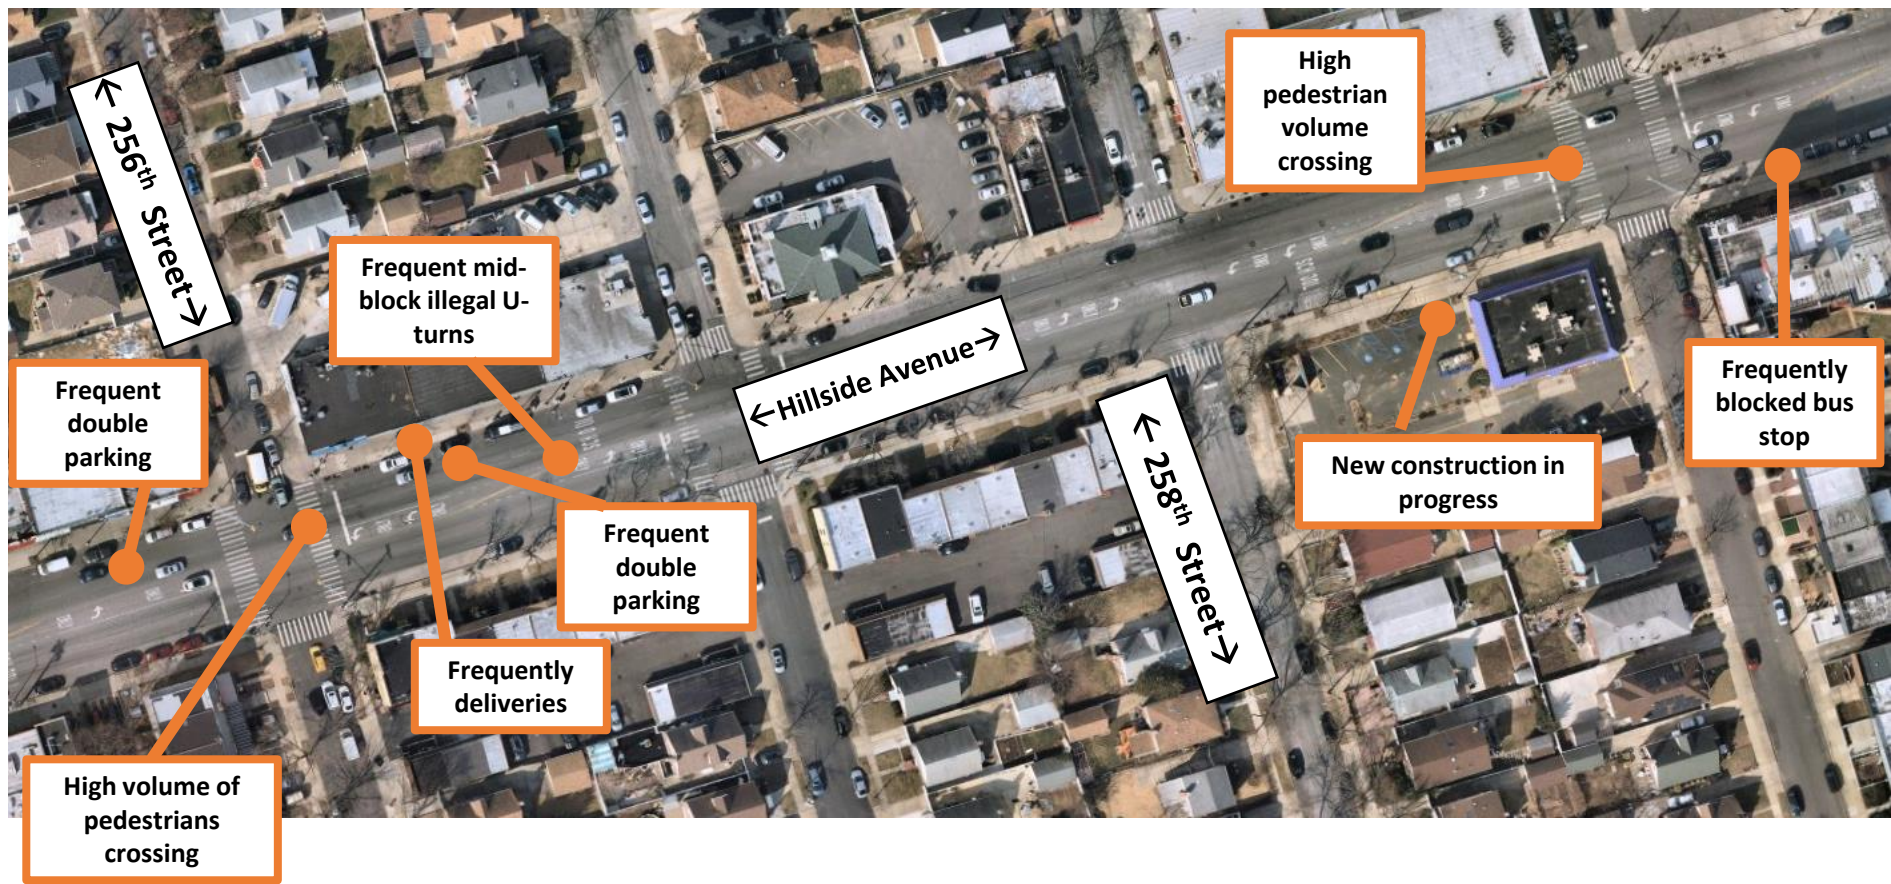 High
pedestrian
volume
crossing
← 256th Street→
Frequent mid-
block illegal U-
turns
←Hillside Avenue→
Frequent
double
parking
Frequently
blocked bus
stop
← 258th Street→
New construction in
progress
Frequent
double
parking
Frequently
deliveries
High volume of
pedestrians
crossing